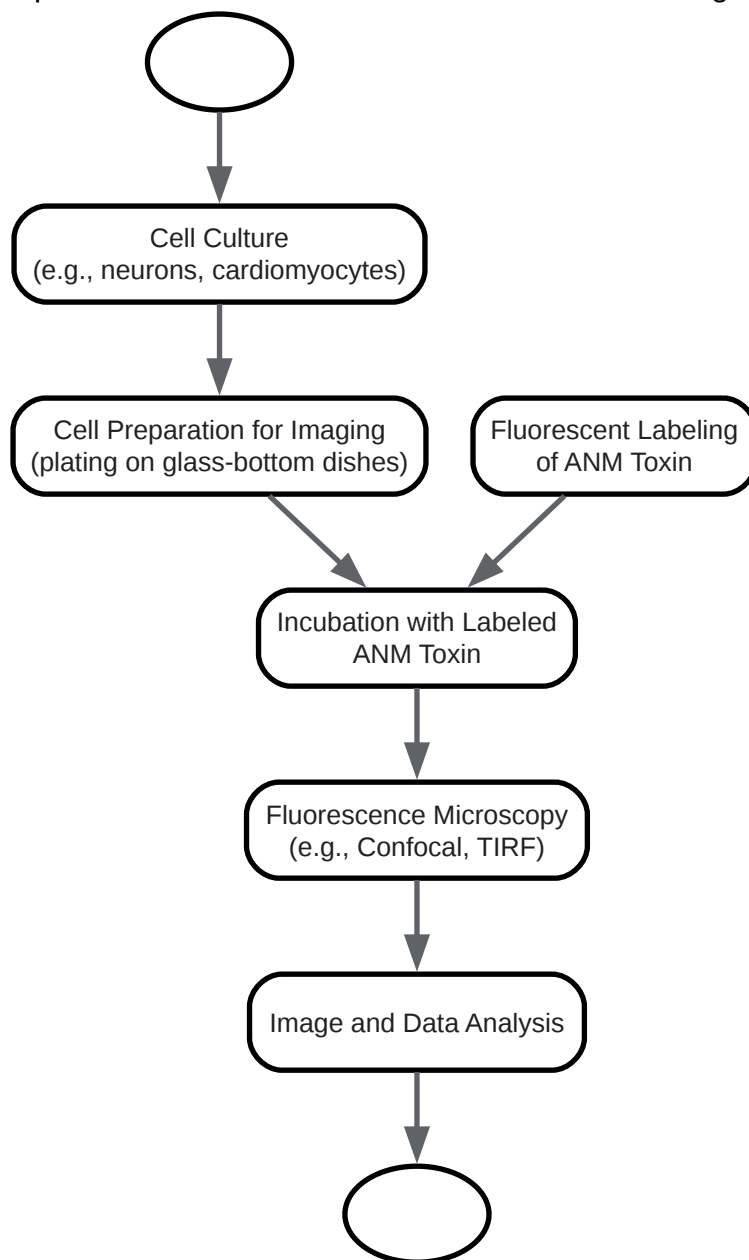 Cell Culture
(e.g., neurons, cardiomyocytes)
Cell Preparation for Imaging
(plating on glass-bottom dishes)
Fluorescent Labeling
of ANM Toxin
Incubation with Labeled
ANM Toxin
Fluorescence Microscopy
(e.g., Confocal, TIRF)
Image and Data Analysis